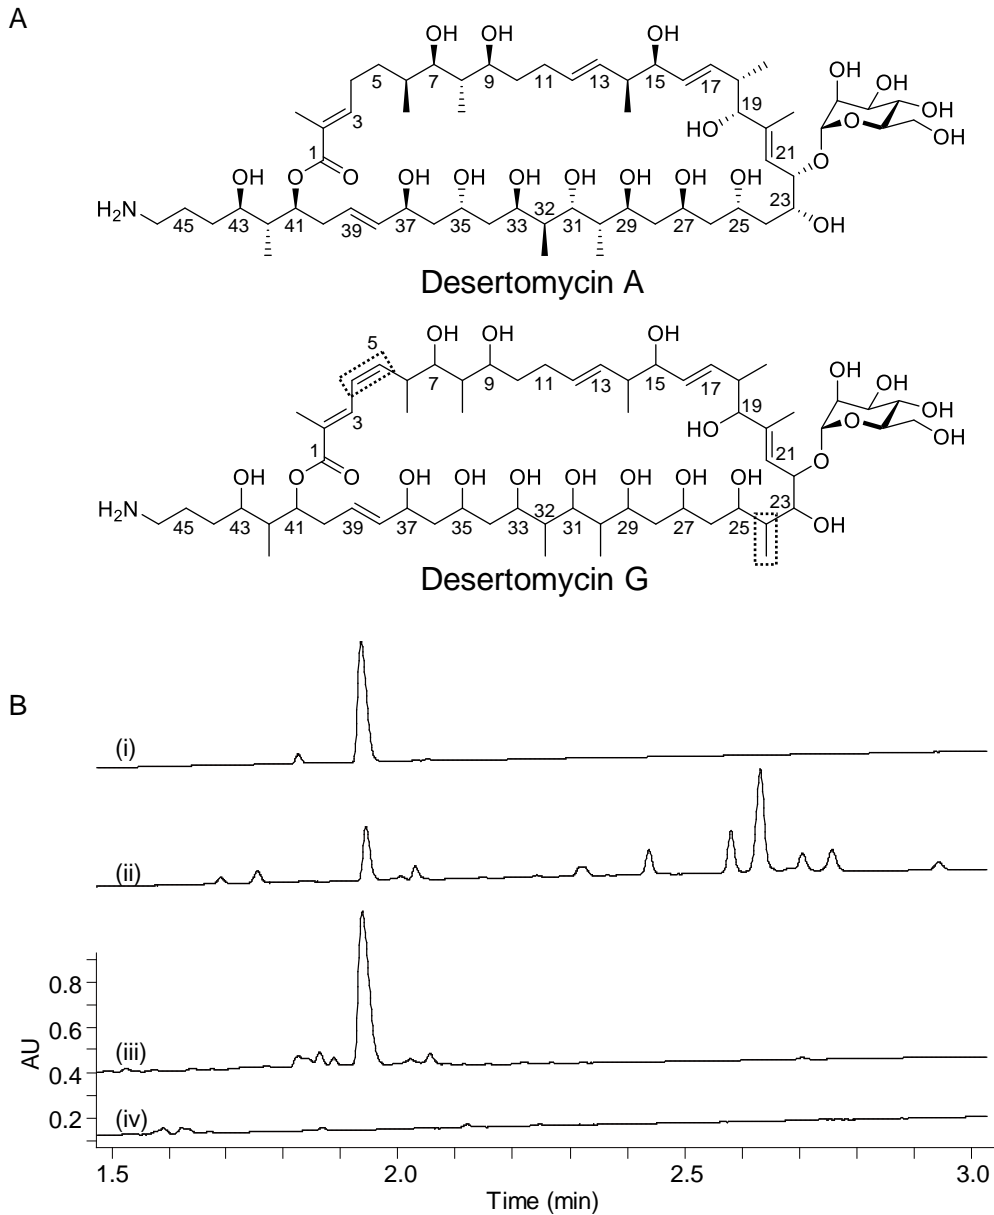 A
OH OH OH
5 7 9 11 13 15 17
OH
OH
3 19 O OH
HO OH
1 21
OH O O OH OH OH OH OH OH OH O
H2N 32 23
45 43 41 39 37 35 33 31 29 27 25 OH
Desertomycin A
5 OH OH OH
7 9 11 13 15 17
OH
OH
3 19 O OH
HO OH
1 21
OH O O OH OH OH OH OH OH OH O
H2N 32 23
45 43 41 39 37 35 33 31 29 27 25 OH
Desertomycin G
B
(i)
(ii)
0.8
0.6
AU
(iii)
0.4
(iv)
0.2
1.5 2.0 2.5 3.0
Time (min)